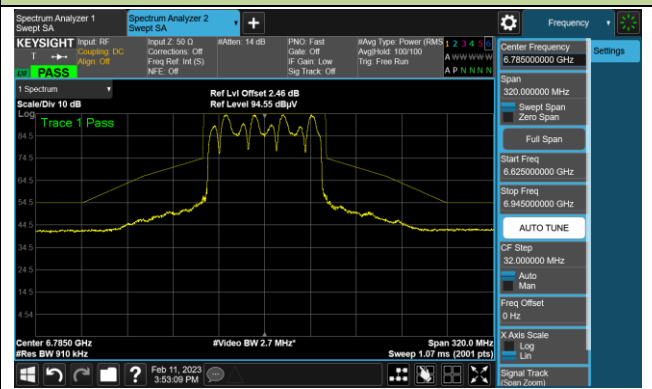 Spectrum Analyzer 1
Swept SA
Spectrum Analyzer 2
Swept SA
Frequency
KEYSIGHT
Input: RF
Coupling: DC
Align: Off
Input Z: 50 Ω
Corrections: Off
Freq Ref: Int (S)
NFE: Off
#Atten: 14 dB
PNO: Fast
Gate: Off
IF Gain: Low
Sig Track: Off
#Avg Type: Power (RMS
Avg|Hold: 100/100
Trig: Free Run
1 2 3 4 5 6
A W W W W W
A P N N N N
T
PASS
1 Spectrum
Scale/Div 10 dB
Ref Lvl Offset 2.46 dB
Ref Level 94.55 dBµV
Log
Trace 1 Pass
84.5
74.5
64.5
54.5
44.5
34.5
24.5
14.5
4.54
Center 6.7850 GHz
#Res BW 910 kHz
#Video BW 2.7 MHz*
Span 320.0 MHz
Sweep 1.07 ms (2001 pts)
Feb 11, 2023
3:53:09 PM
Center Frequency
6.785000000 GHz
Settings
Span
320.000000 MHz
Swept Span
Zero Span
Full Span
Start Freq
6.625000000 GHz
Stop Freq
6.945000000 GHz
AUTO TUNE
CF Step
32.000000 MHz
Auto
Man
Freq Offset
0 Hz
X Axis Scale
Log
Lin
Signal Track
(Span Zoom)